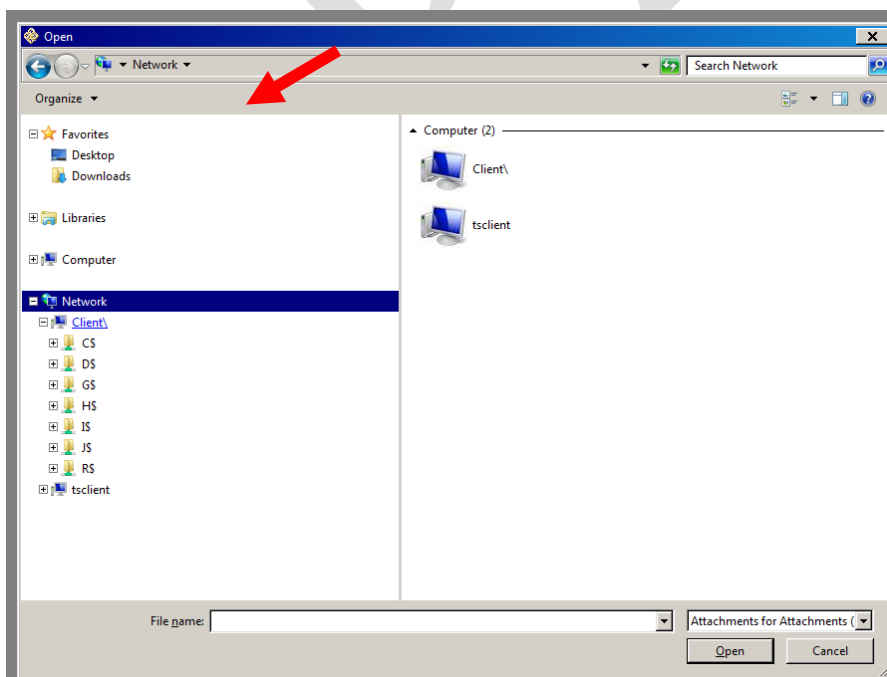 Open
Network
Search Network
Organize
Favorites
Desktop
Downloads
Libraries
Computer
Network
Client\
C$
D$
G$
H$
I$
J$
R$
tsclient
Computer (2)
Client\
tsclient
File name:
Attachments for Attachments (
Open
Cancel